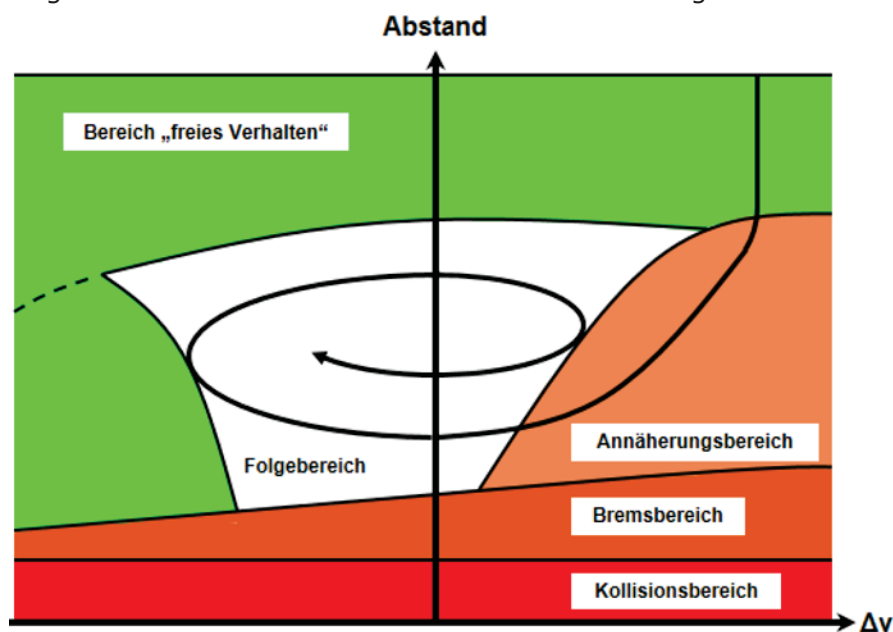 Abstand
Bereich „freies Verhalten“
Annäherungsbereich
Folgebereich
Bremsbereich
Kollisionsbereich
Δv